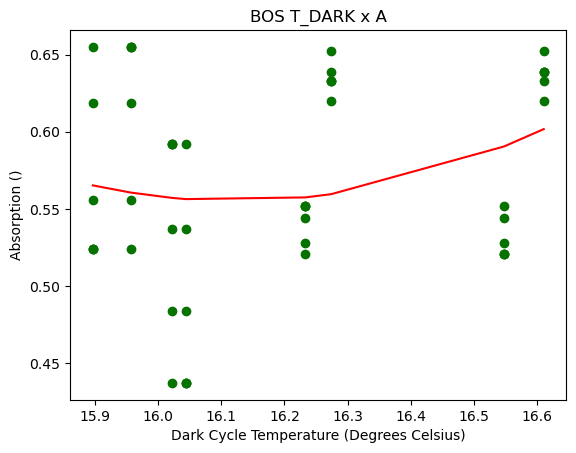 BOS T_DARK x A
0.65
0.60
0.55
0.50
0.45
Absorption ()
15.9 16.0 16.1 16.2 16.3 16.4 16.5 16.6
Dark Cycle Temperature (Degrees Celsius)